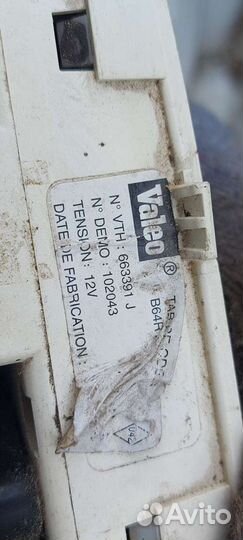 Valeo ®
B64R
N° VTH : 663391 J
N° DEMO : 102043
TENSION : 12V
DATE DE FABRICATION :
Avito